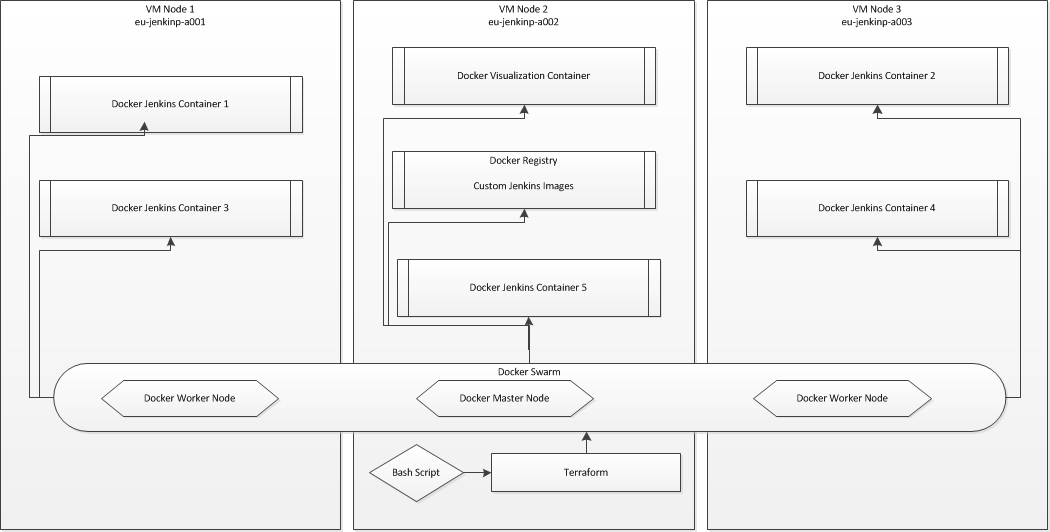 VM Node 1
eu-jenkinp-a001
Docker Jenkins Container 1
Docker Jenkins Container 3
VM Node 2
eu-jenkinp-a002
Docker Visualization Container
Docker Registry
Custom Jenkins Images
Docker Jenkins Container 5
VM Node 3
eu-jenkinp-a003
Docker Jenkins Container 2
Docker Jenkins Container 4
Docker Swarm
Docker Worker Node
Docker Master Node
Docker Worker Node
Bash Script
Terraform